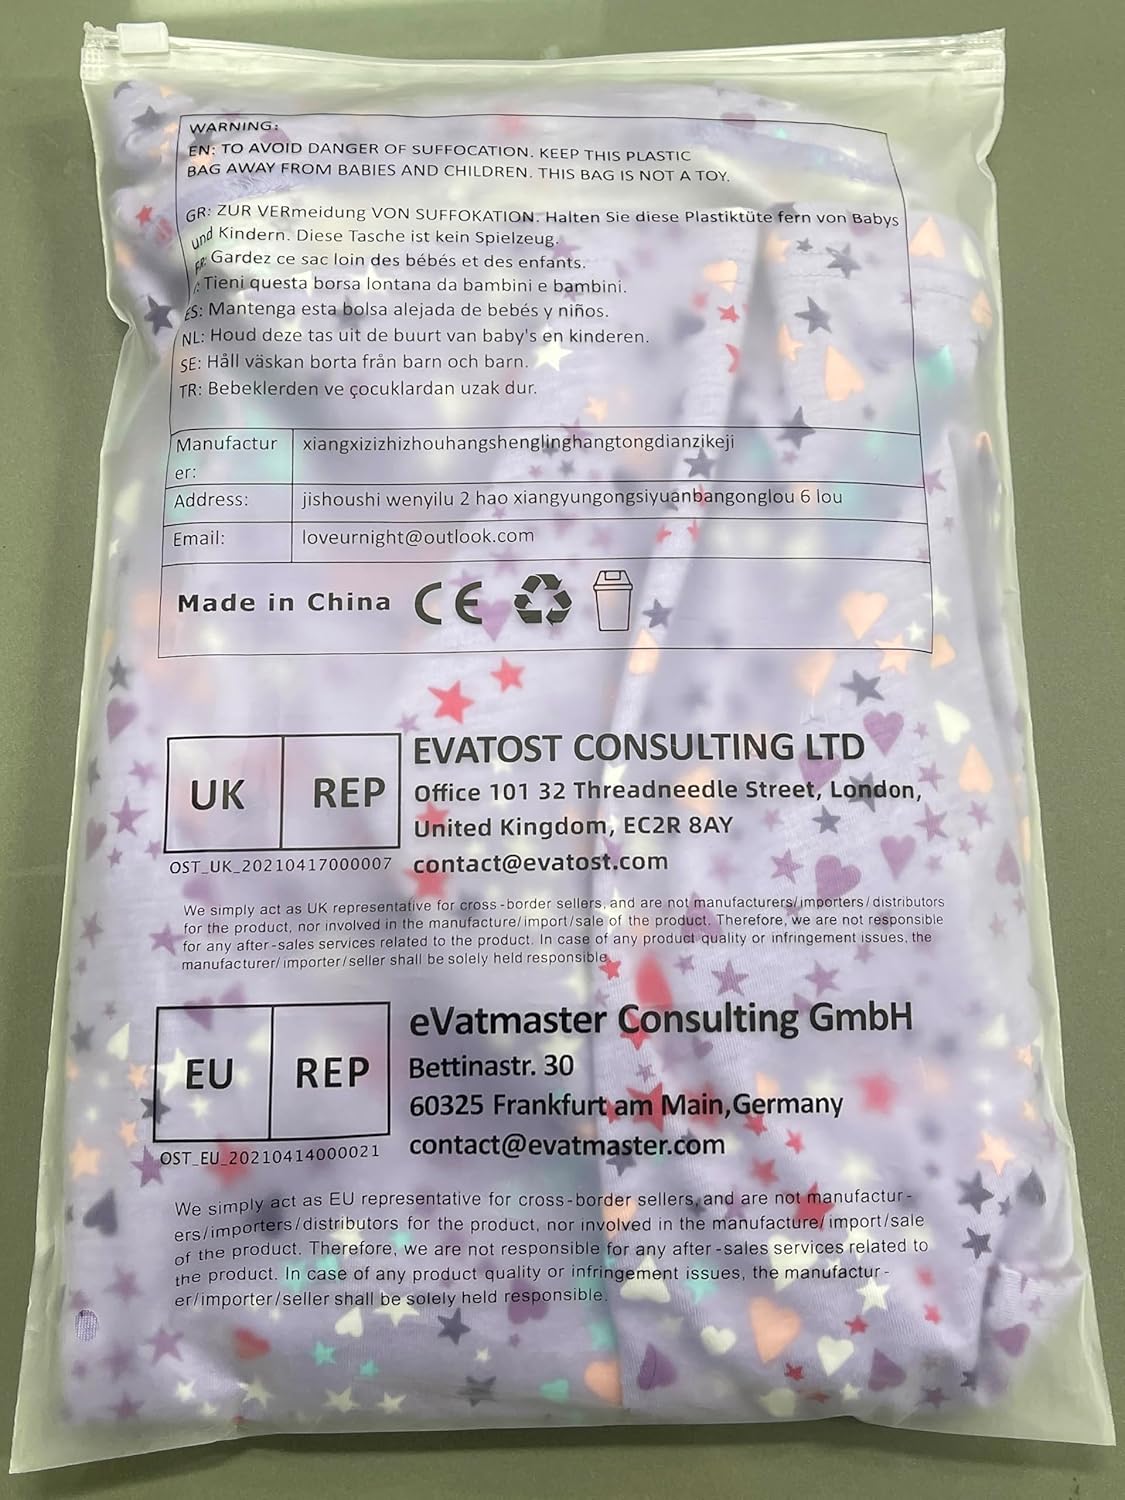 WARNING:
EN: TO AVOID DANGER OF SUFFOCATION. KEEP THIS PLASTIC
BAG AWAY FROM BABIES AND CHILDREN. THIS BAG IS NOT A TOY.
GR: ZUR VERmeidung VON SUFFOKATION. Halten Sie diese Plastiktüte fern von Babys
und Kindern. Diese Tasche ist kein Spielzeug.
FR: Gardez ce sac loin des bébés et des enfants.
: Tieni questa borsa lontana da bambini e bambini.
ES: Mantenga esta bolsa alejada de bebés y niños.
NL: Houd deze tas uit de buurt van baby's en kinderen.
SE: Håll väskan borta från barn och barn.
TR: Bebeklerden ve çocuklardan uzak dur.
Manufactur
er:
xiangxizizhizhouhangshenglinghangtongdianzikeji
Address: jishoushi wenyilu 2 hao xiangyungongsiyuanbangonglou 6 lou
Email: loveurnight@outlook.com
Made in China CE
UK REP
OST_UK_20210417000007
EVATOST CONSULTING LTD
Office 101 32 Threadneedle Street, London,
United Kingdom, EC2R 8AY
contact@evatost.com
We simply act as UK representative for cross-border sellers, and are not manufacturers/importers/distributors
for the product, nor involved in the manufacture/import/sale of the product. Therefore, we are not responsible
for any after-sales services related to the product. In case of any product quality or infringement issues, the
manufacturer/importer/seller shall be solely held responsible.
EU REP
OST_EU_20210414000021
eVatmaster Consulting GmbH
Bettinastr. 30
60325 Frankfurt am Main,Germany
contact@evatmaster.com
We simply act as EU representative for cross-border sellers, and are not manufactur-
ers/importers/distributors for the product, nor involved in the manufacture/import/sale
of the product. Therefore, we are not responsible for any after-sales services related to
the product. In case of any product quality or infringement issues, the manufactur-
er/importer/seller shall be solely held responsible.